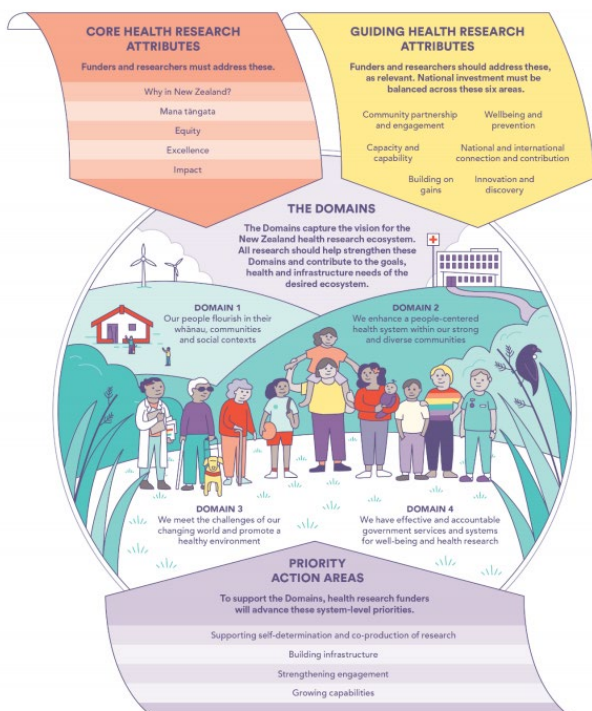 CORE HEALTH RESEARCH
ATTRIBUTES
Funders and researchers must address these.
Why in New Zealand?
Mana tāngata
Equity
Excellence
Impact
GUIDING HEALTH RESEARCH
ATTRIBUTES
Funders and researchers should address these,
as relevant. National investment must be
balanced across these six areas.
Community partnership
and engagement
Wellbeing and
prevention
Capacity and
capability
National and international
connection and contribution
Building on
gains
Innovation and
discovery
THE DOMAINS
The Domains capture the vision for the
New Zealand health research ecosystem.
All research should help strengthen these
Domains and contribute to the goals,
health and infrastructure needs of the
desired ecosystem.
DOMAIN 1
Our people flourish in their
whānau, communities
and social contexts
DOMAIN 2
We enhance a people-centered
health system within our strong
and diverse communities
DOMAIN 3
We meet the challenges of our
changing world and promote a
healthy environment
DOMAIN 4
We have effective and accountable
government services and systems
for well-being and health research
PRIORITY
ACTION AREAS
To support the Domains, health research funders
will advance these system-level priorities.
Supporting self-determination and co-production of research
Building infrastructure
Strengthening engagement
Growing capabilities